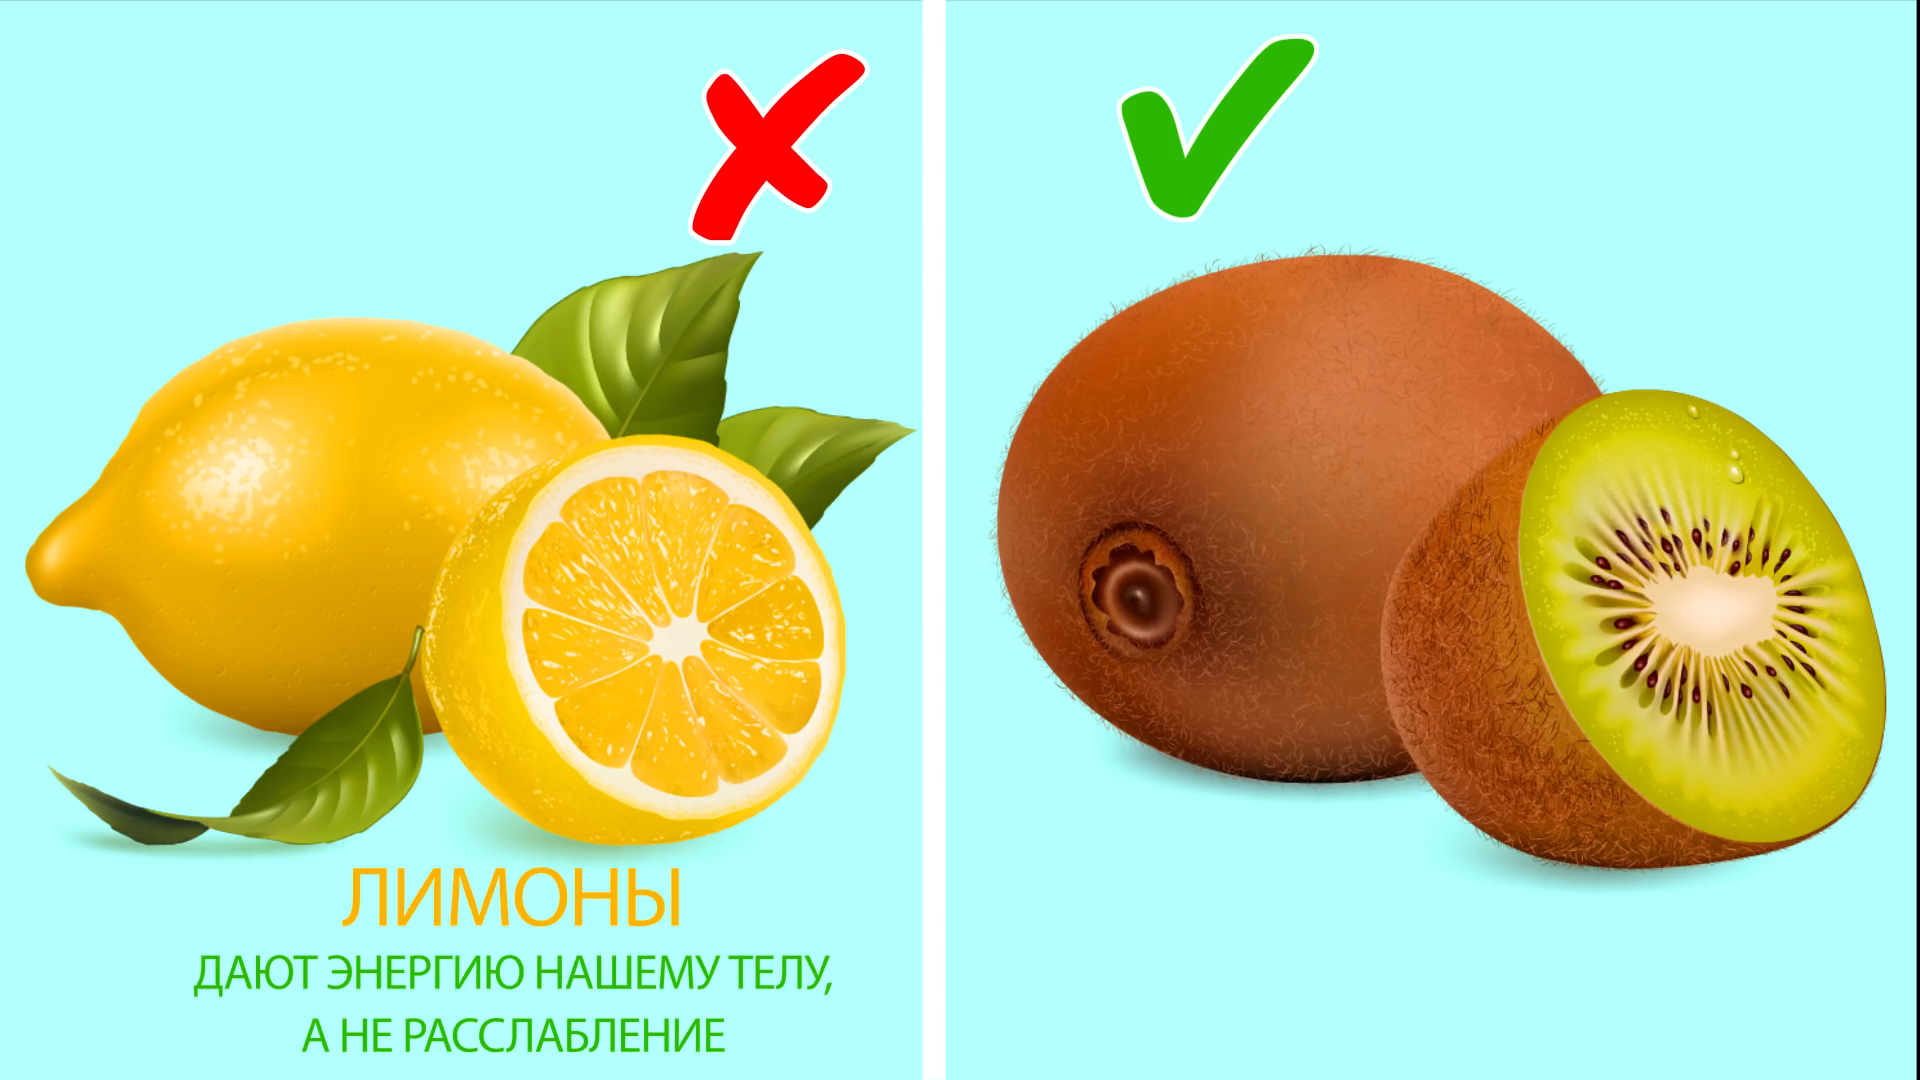 ЛИМОНЫ
ДАЮТ ЭНЕРГИЮ НАШЕМУ ТЕЛУ,
А НЕ РАССЛАБЛЕНИЕ